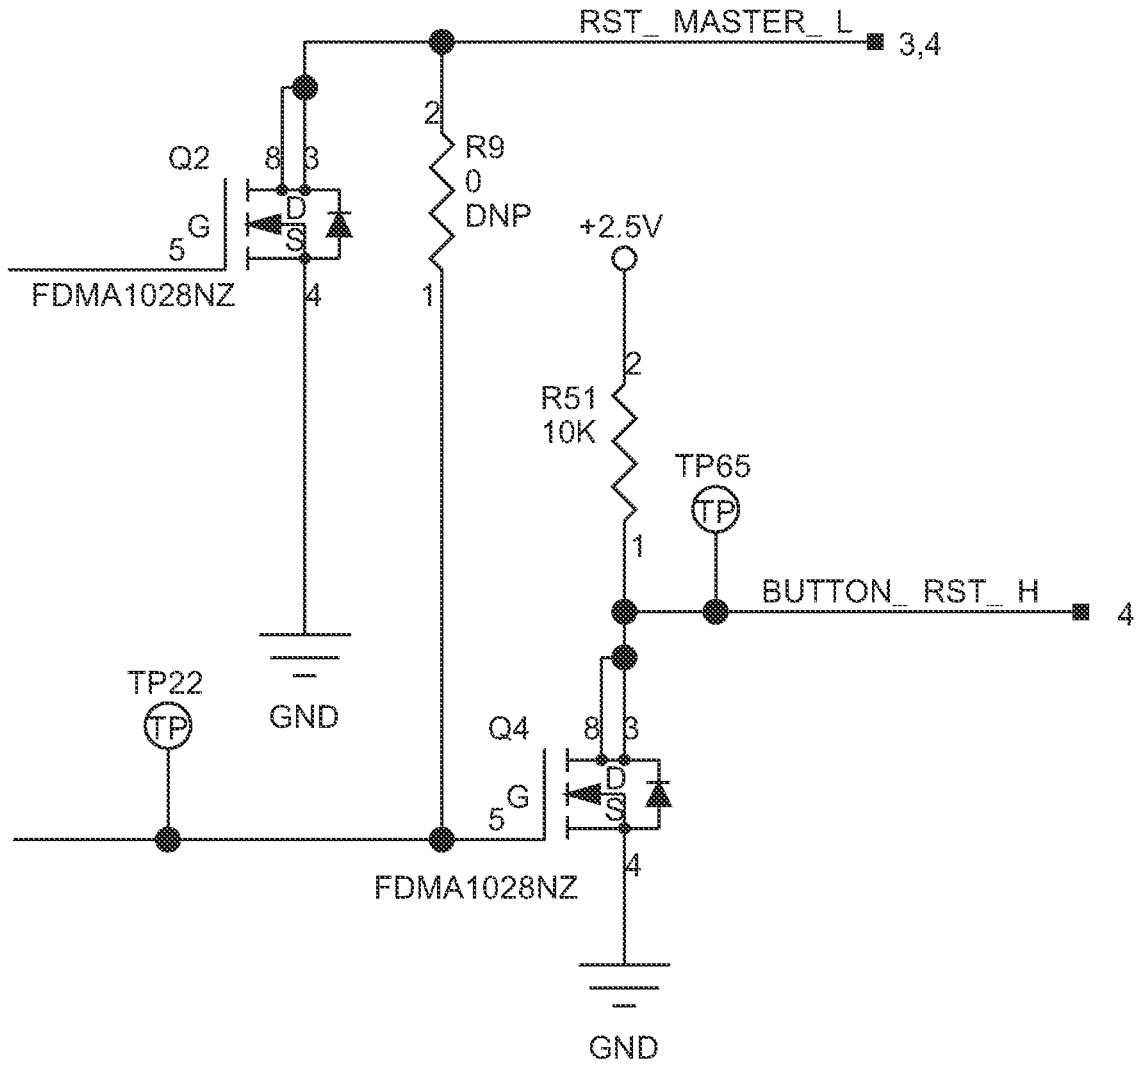 RST_ MASTER_ L
3,4
2
Q2
8
3
R9
0
DNP
D
G
S
5
+2.5V
FDMA1028NZ
4
1
2
R51
10K
TP65
TP
1
BUTTON_ RST_ H
4
TP22
TP
GND
Q4
8
3
D
G
S
5
4
FDMA1028NZ
GND